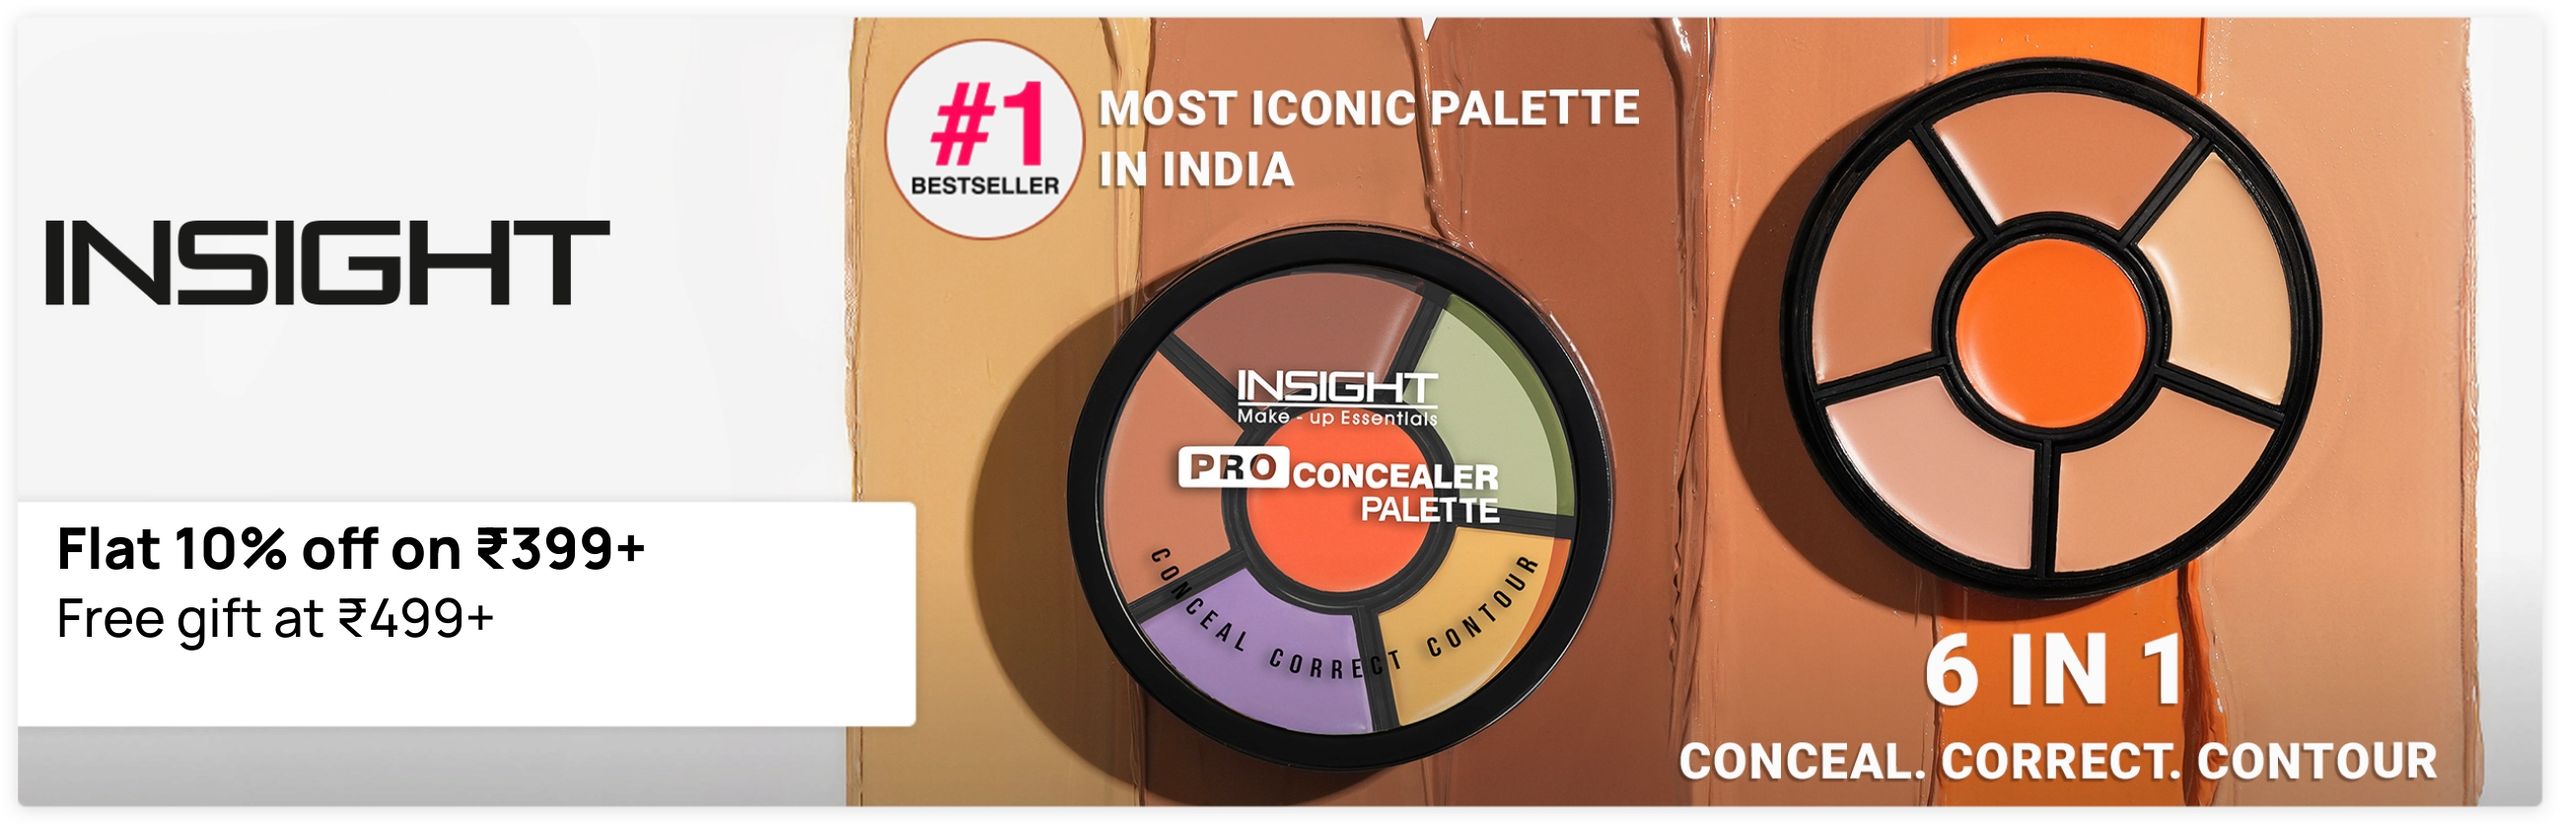 INSIGHT
Flat 10% off on ₹399+
Free gift at ₹499+
#1
BESTSELLER
MOST ICONIC PALETTE
IN INDIA
INSIGHT
Make-up Essentials
PRO CONCEALER
PALETTE
CONCEAL CORRECT CONTOUR
6 IN 1
CONCEAL. CORRECT. CONTOUR